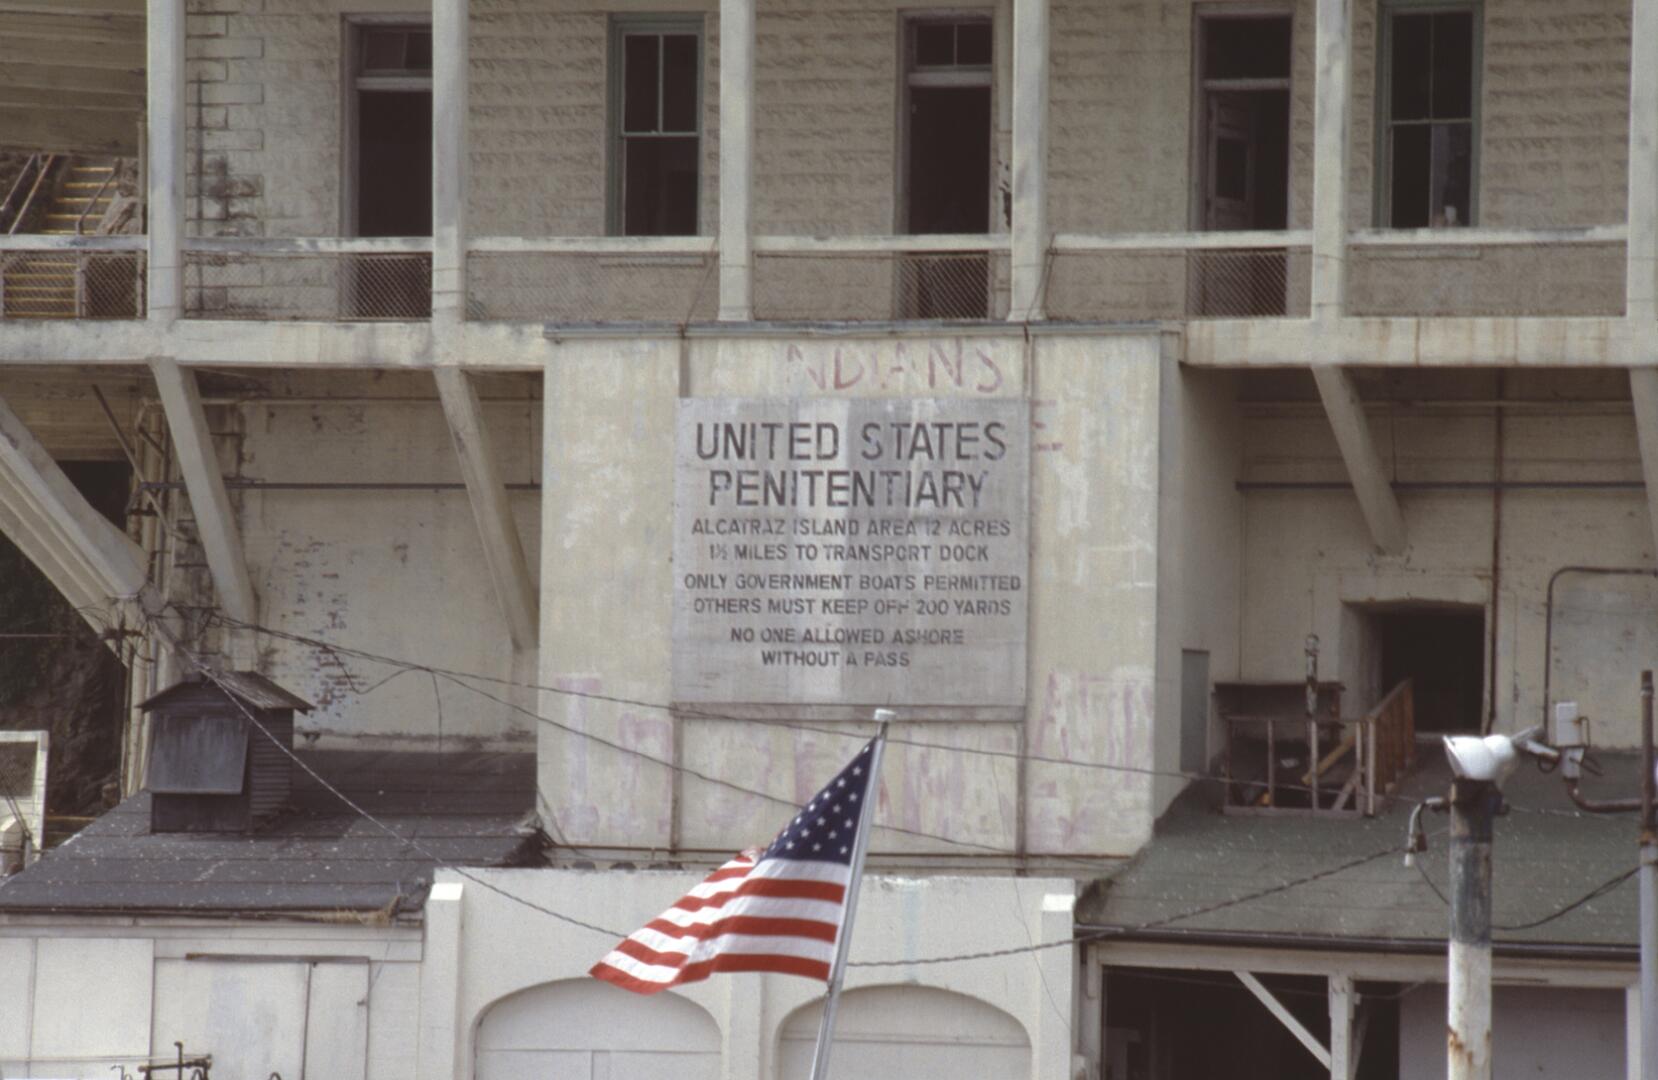 INDIANS
UNITED STATES
PENITENTIARY
ALCATRAZ ISLAND AREA 12 ACRES
1½ MILES TO TRANSPORT DOCK
ONLY GOVERNMENT BOATS PERMITTED
OTHERS MUST KEEP OFF 200 YARDS
NO ONE ALLOWED ASHORE
WITHOUT A PASS